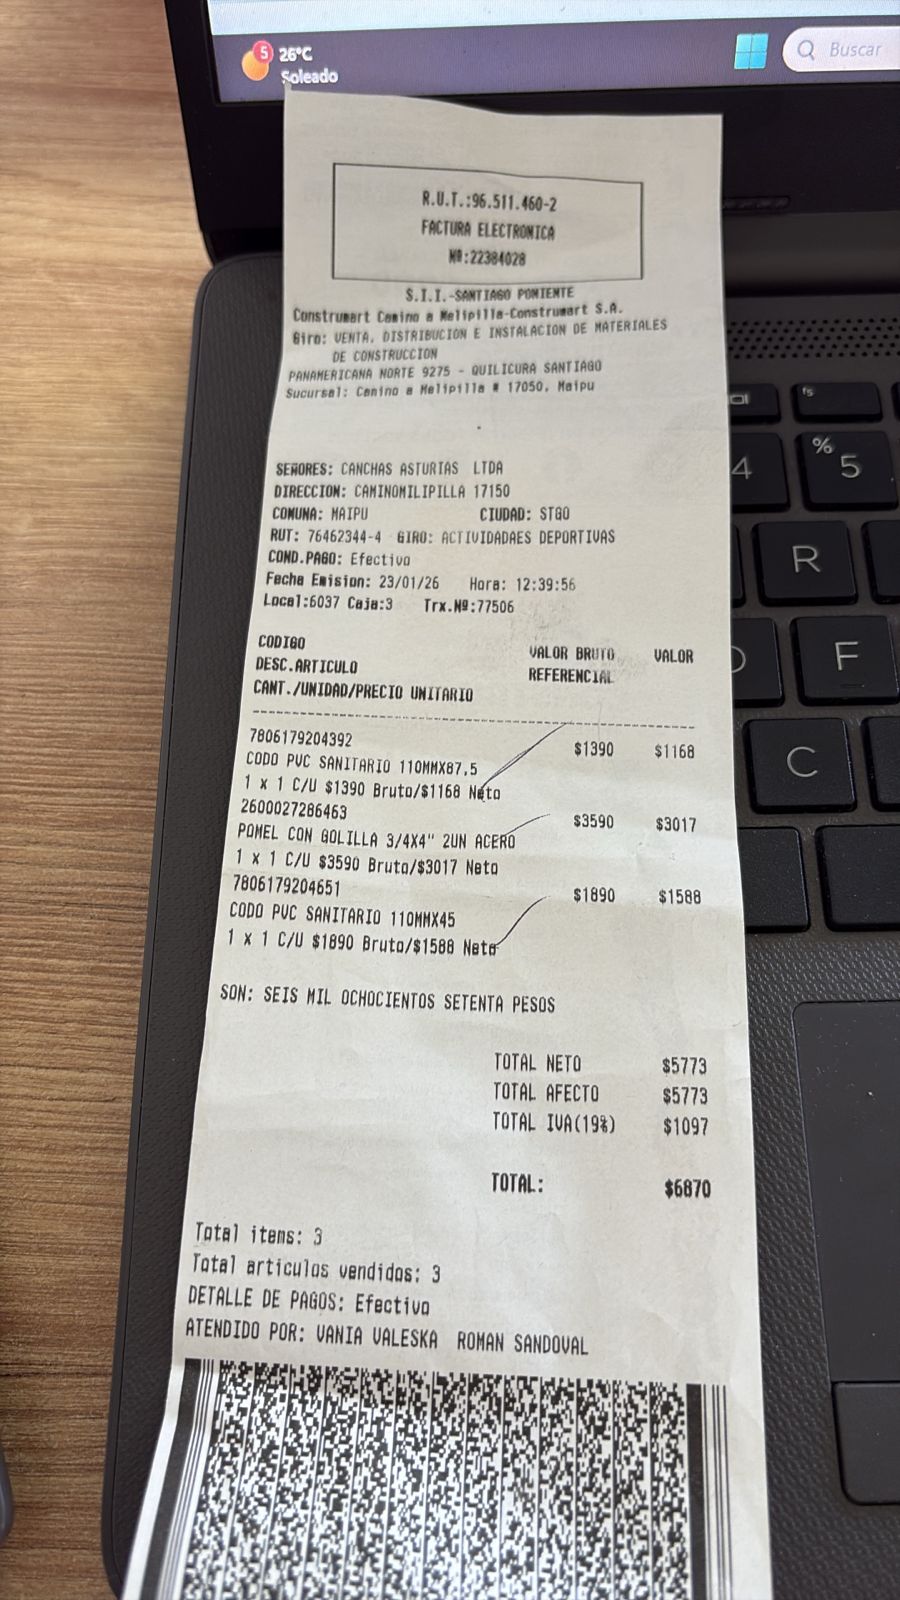 5
26°C
Soleado
Buscar
R.U.T.:96.511.460-2
FACTURA ELECTRONICA
Nº:22384028
S.I.I.-SANTIAGO PONIENTE
Construmart Camino a Melipilla-Construmart S.A.
Giro: VENTA, DISTRIBUCION E INSTALACION DE MATERIALES
DE CONSTRUCCION
PANAMERICANA NORTE 9275 - QUILICURA SANTIAGO
Sucursal: Camino a Melipilla # 17050, Maipu
SEÑORES: CANCHAS ASTURIAS LTDA
DIRECCION: CAMINOMILIPILLA 17150
COMUNA: MAIPU CIUDAD: STGO
RUT: 76462344-4 GIRO: ACTIVIDADAES DEPORTIVAS
COND.PAGO: Efectivo
Fecha Emision: 23/01/26 Hora: 12:39:56
Local:6037 Caja:3 Trx.Nº:77506
CODIGO VALOR BRUTO VALOR
DESC.ARTICULO REFERENCIAL
CANT./UNIDAD/PRECIO UNITARIO
7806179204392 $1390 $1168
CODO PVC SANITARIO 110MMX87,5
1 x 1 C/U $1390 Bruto/$1168 Neto
2600027286463 $3590 $3017
POMEL CON GOLILLA 3/4X4" 2UN ACERO
1 x 1 C/U $3590 Bruto/$3017 Neto
7806179204651 $1890 $1588
CODO PVC SANITARIO 110MMX45
1 x 1 C/U $1890 Bruto/$1588 Neto
SON: SEIS MIL OCHOCIENTOS SETENTA PESOS
TOTAL NETO $5773
TOTAL AFECTO $5773
TOTAL IVA(19%) $1097
TOTAL: $6870
Total items: 3
Total articulos vendidos: 3
DETALLE DE PAGOS: Efectivo
ATENDIDO POR: VANIA VALESKA ROMAN SANDOVAL
f5
4
% 5
R
D
F
C